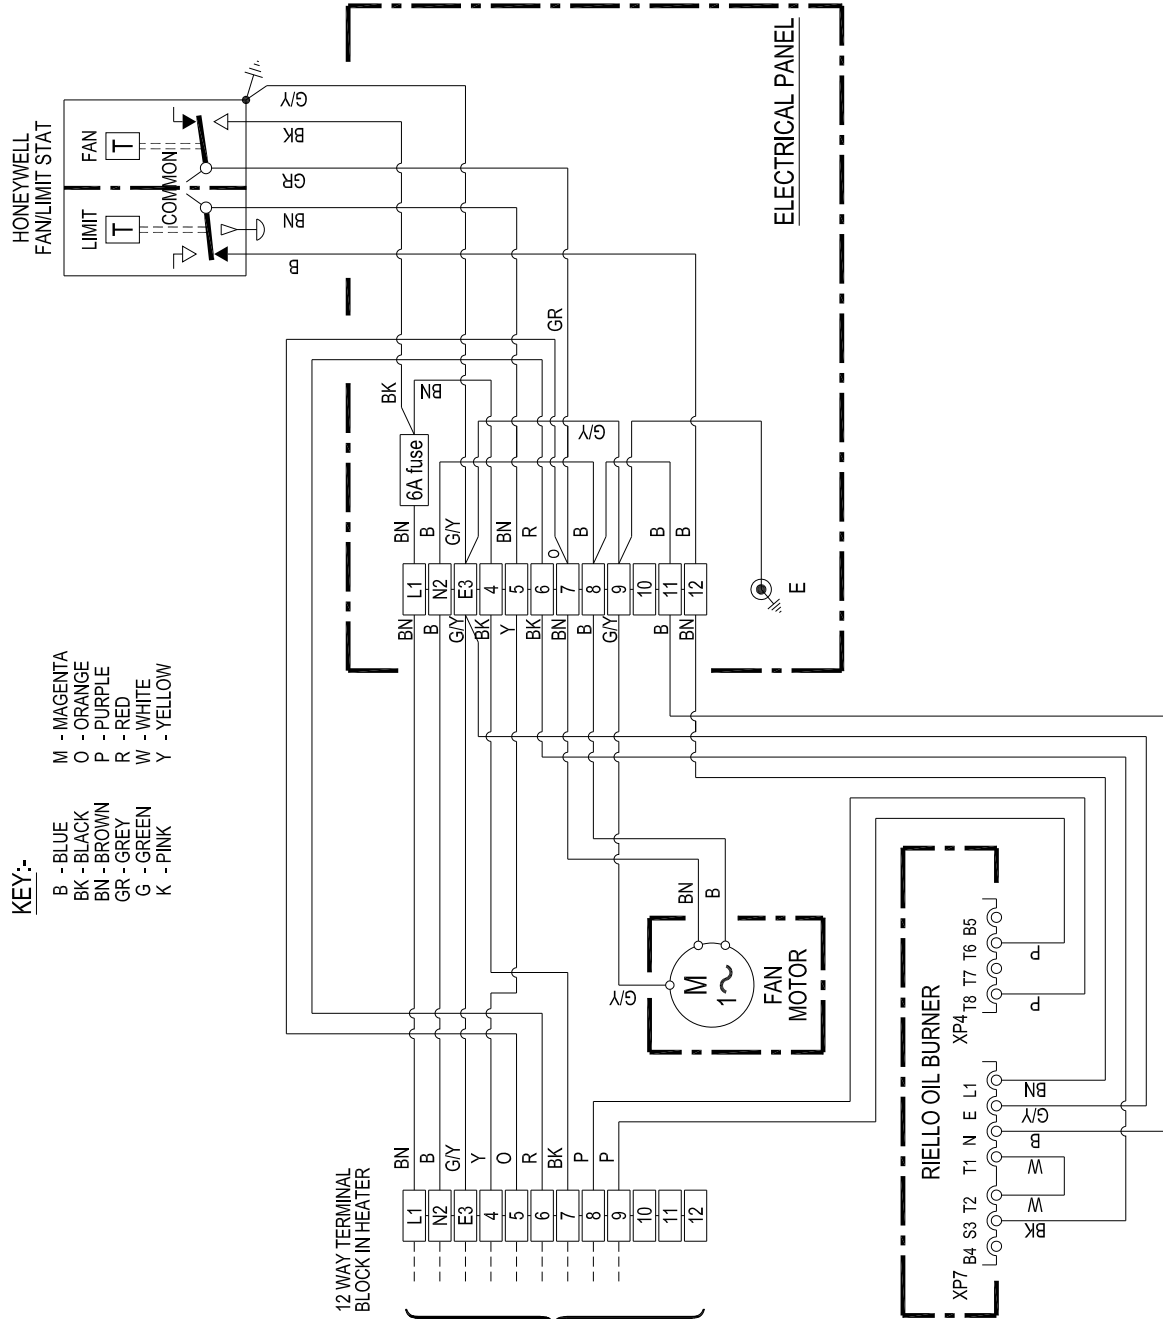 HONEYWELL
FAN/LIMIT STAT
LIMIT
FAN
T
T
COMMON
B
BN
GR
BK
G/Y
ELECTRICAL PANEL
GR
BK
BN
G/Y
6A fuse
BN
B
G/Y
BN
R
O
B
B
B
L1
N2
E3
4
5
6
7
8
9
10
11
12
E
BN
B
G/Y
BK
Y
BK
BN
B
G/Y
B
BN
KEY:-
B - BLUE
BK - BLACK
BN - BROWN
GR - GREY
G - GREEN
K - PINK
M - MAGENTA
O - ORANGE
P - PURPLE
R - RED
W - WHITE
Y - YELLOW
BN
B
G/Y
M
1~
FAN
MOTOR
12 WAY TERMINAL
BLOCK IN HEATER
BN
B
G/Y
Y
O
R
BK
P
P
L1
N2
E3
4
5
6
7
8
9
10
11
12
RIELLO OIL BURNER
XP4
T8
T7
T6
B5
P
P
XP7
B4
S3
T2
T1
N
E
L1
BK
W
W
B
G/Y
BN